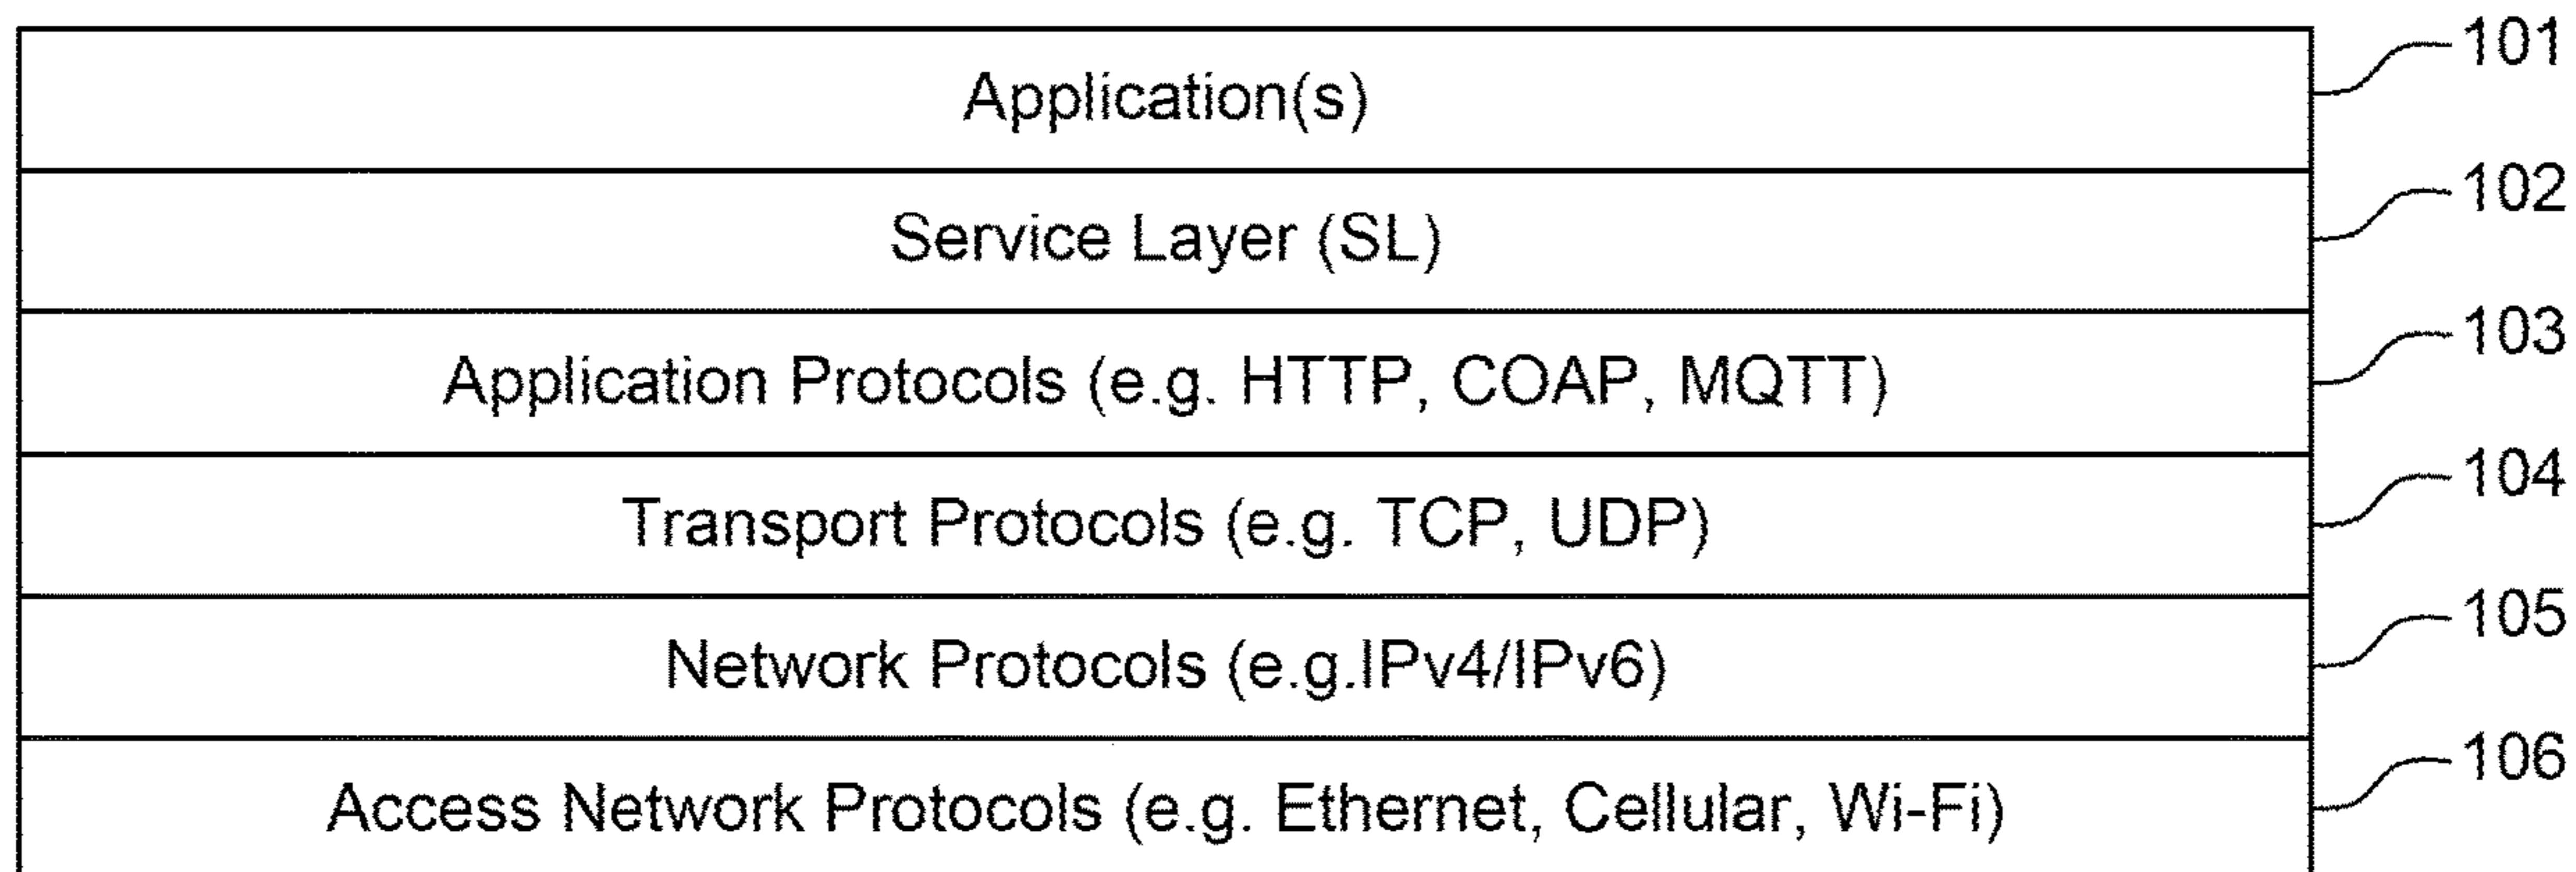 Application(s) 101
Service Layer (SL) 102
Application Protocols (e.g. HTTP, COAP, MQTT) 103
Transport Protocols (e.g. TCP, UDP) 104
Network Protocols (e.g.IPv4/IPv6) 105
Access Network Protocols (e.g. Ethernet, Cellular, Wi-Fi) 106